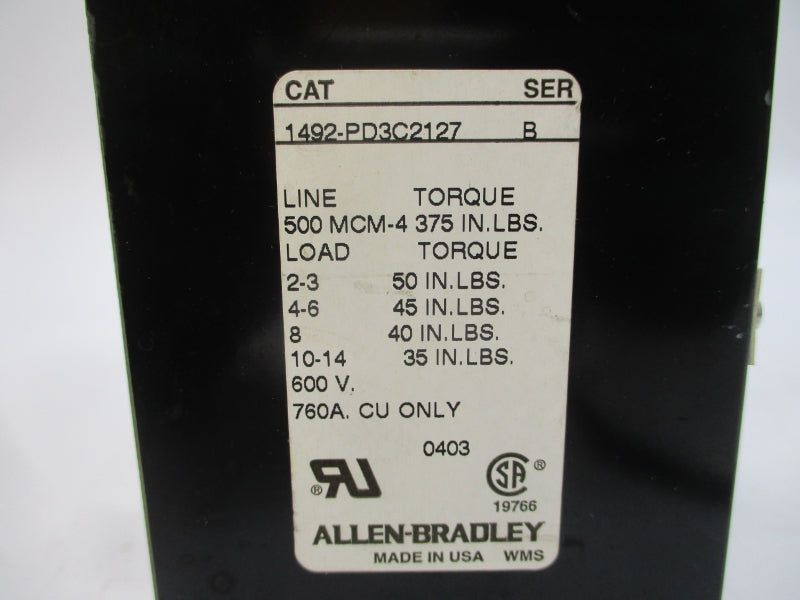 CAT SER
1492-PD3C2127 B
LINE TORQUE
500 MCM-4 375 IN.LBS.
LOAD TORQUE
2-3 50 IN.LBS.
4-6 45 IN.LBS.
8 40 IN.LBS.
10-14 35 IN.LBS.
600 V.
760A. CU ONLY
0403
RU ® SA ®
19766
ALLEN-BRADLEY
MADE IN USA WMS